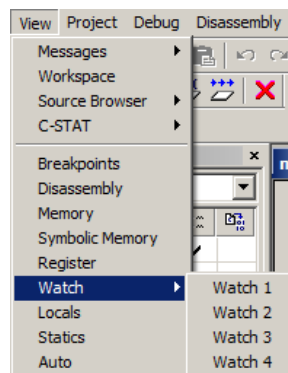 View Project Debug Disassembly
Messages
Workspace
Source Browser
C-STAT
Breakpoints
Disassembly
Memory
Symbolic Memory
Register
Watch
Locals
Statics
Auto
Watch 1
Watch 2
Watch 3
Watch 4